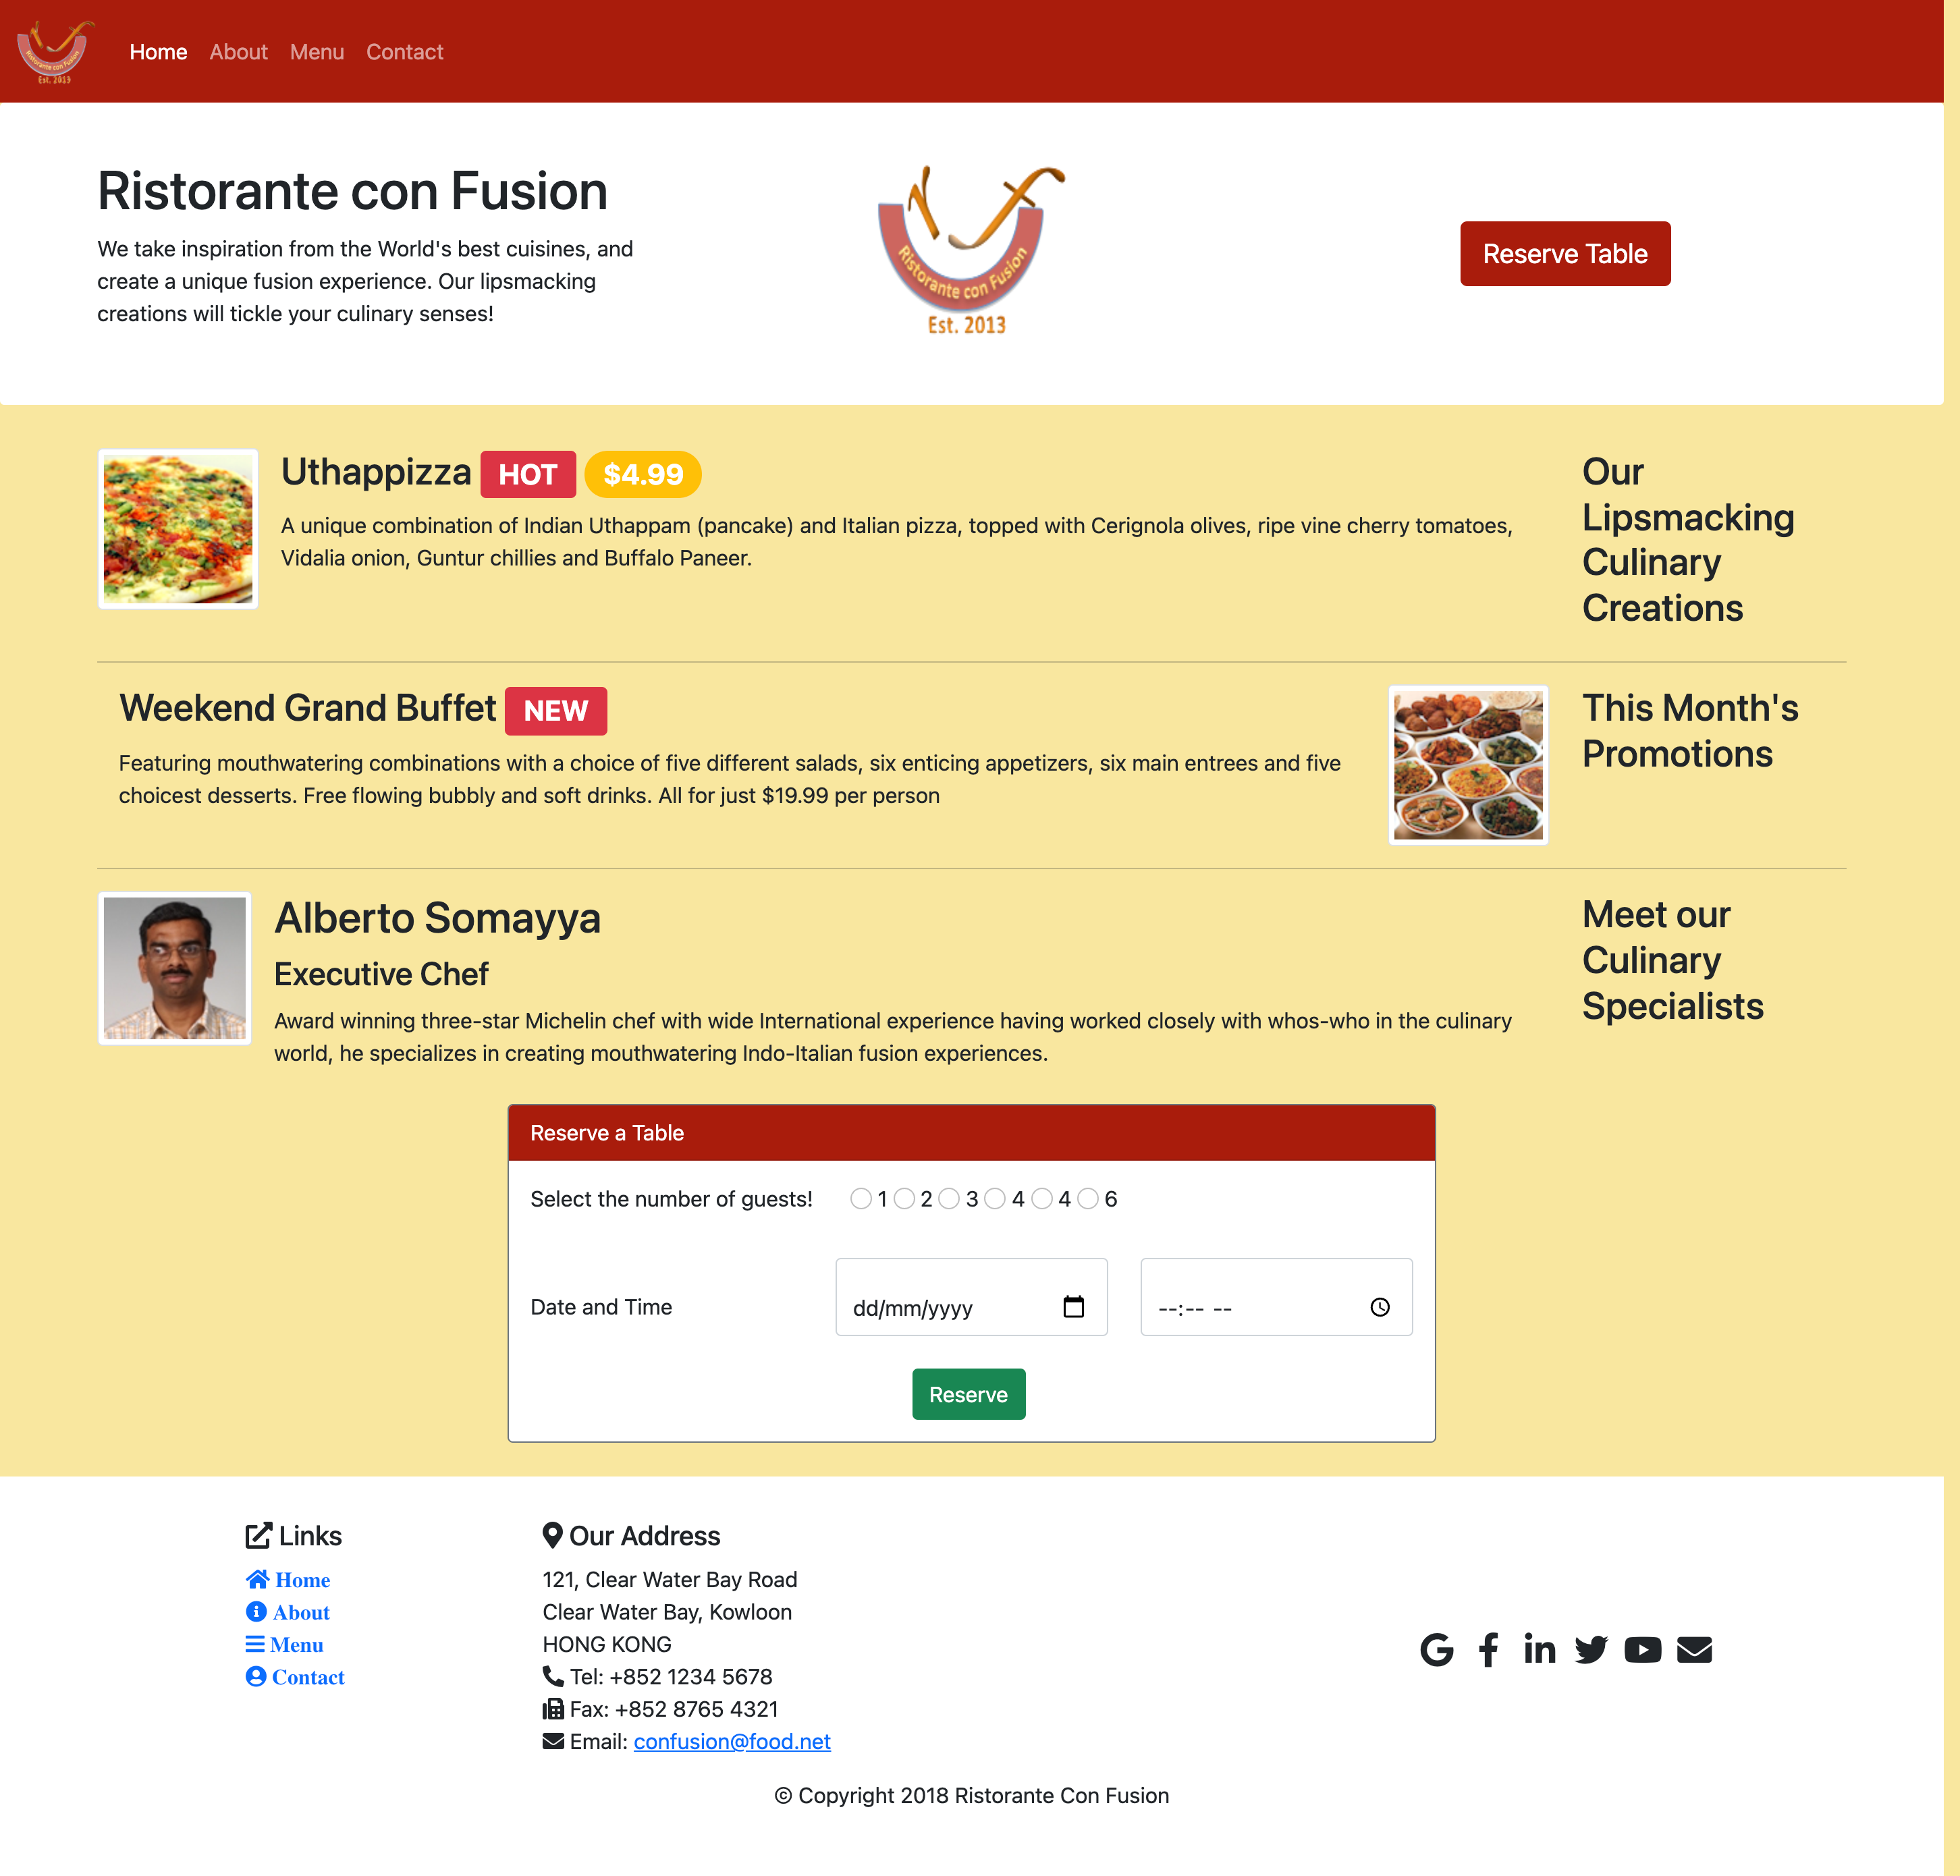 Ristorante con Fusion
Est. 2013
Home About Menu Contact
Ristorante con Fusion
We take inspiration from the World's best cuisines, and
create a unique fusion experience. Our lipsmacking
creations will tickle your culinary senses!
Ristorante con Fusion
Est. 2013
Reserve Table
Uthappizza HOT $4.99
A unique combination of Indian Uthappam (pancake) and Italian pizza, topped with Cerignola olives, ripe vine cherry tomatoes,
Vidalia onion, Guntur chillies and Buffalo Paneer.
Our
Lipsmacking
Culinary
Creations
Weekend Grand Buffet NEW
Featuring mouthwatering combinations with a choice of five different salads, six enticing appetizers, six main entrees and five
choicest desserts. Free flowing bubbly and soft drinks. All for just $19.99 per person
This Month's
Promotions
Alberto Somayya
Executive Chef
Award winning three-star Michelin chef with wide International experience having worked closely with whos-who in the culinary
world, he specializes in creating mouthwatering Indo-Italian fusion experiences.
Meet our
Culinary
Specialists
Reserve a Table
Select the number of guests! 1 2 3 4 4 6
Date and Time dd/mm/yyyy --:-- --
Reserve
Links
Home
About
Menu
Contact
Our Address
121, Clear Water Bay Road
Clear Water Bay, Kowloon
HONG KONG
Tel: +852 1234 5678
Fax: +852 8765 4321
Email: confusion@food.net
© Copyright 2018 Ristorante Con Fusion